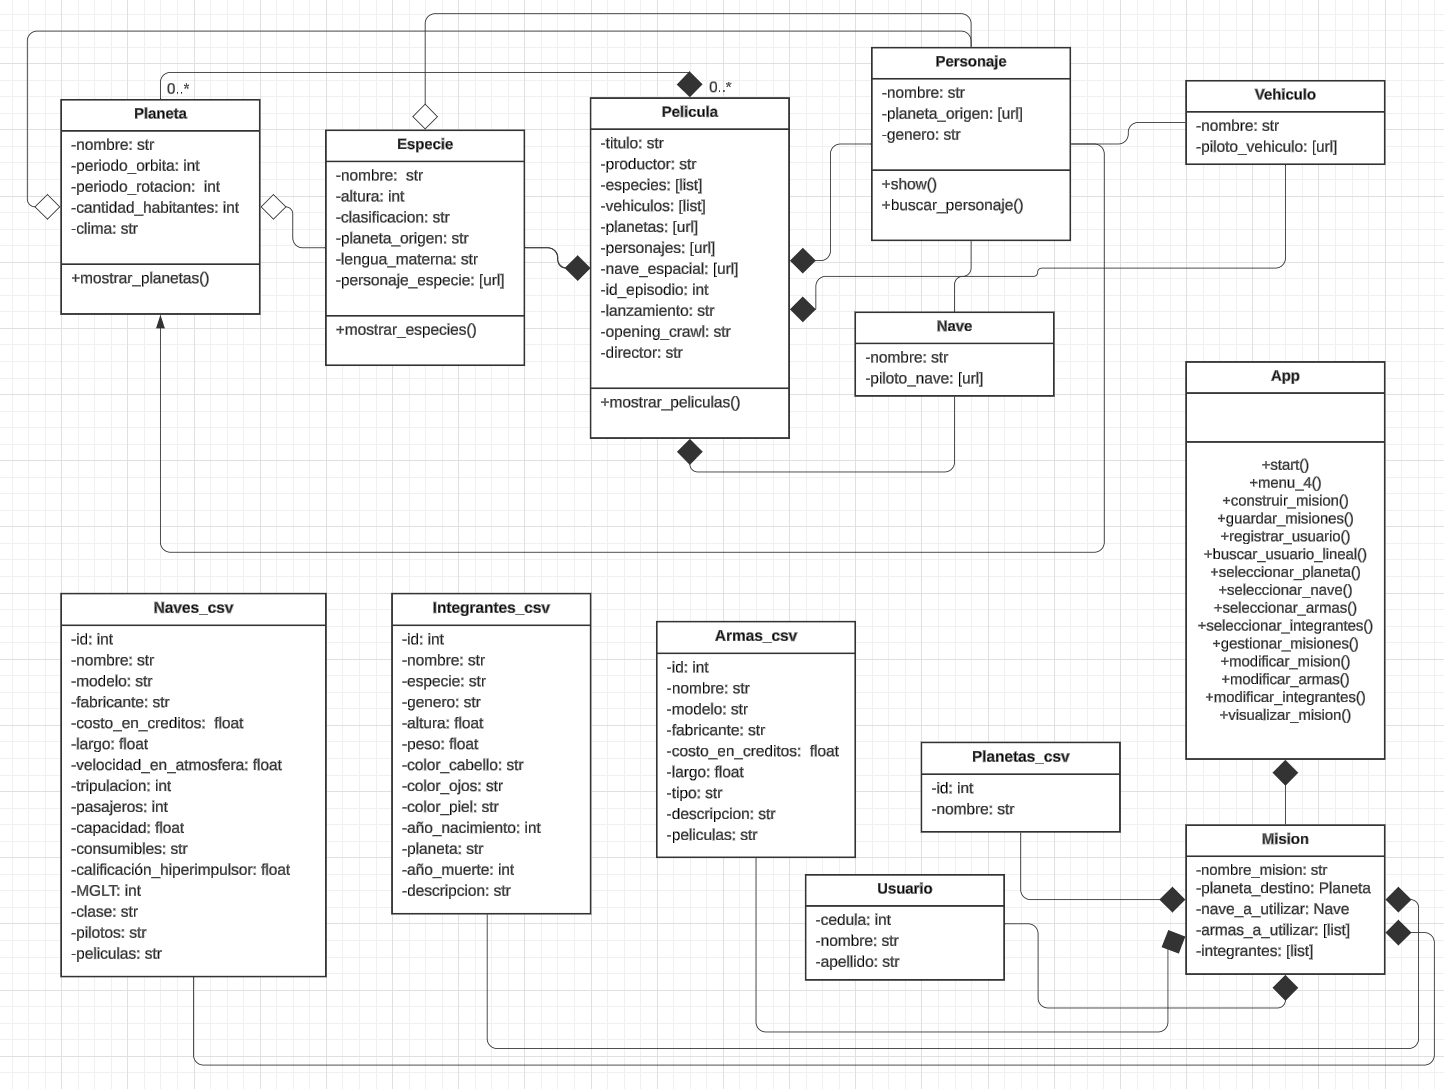 0..*
Planeta
-nombre: str
-periodo_orbita: int
-periodo_rotacion:  int
-cantidad_habitantes: int
-clima: str
+mostrar_planetas()
Especie
-nombre:  str
-altura: int
-clasificacion: str
-planeta_origen: str
-lengua_materna: str
-personaje_especie: [url]
+mostrar_especies()
0..*
Pelicula
-titulo: str
-productor: str
-especies: [list]
-vehiculos: [list]
-planetas: [url]
-personajes: [url]
-nave_espacial: [url]
-id_episodio: int
-lanzamiento: str
-opening_crawl: str
-director: str
+mostrar_peliculas()
Personaje
-nombre: str
-planeta_origen: [url]
-genero: str
+show()
+buscar_personaje()
Vehiculo
-nombre: str
-piloto_vehiculo: [url]
Nave
-nombre: str
-piloto_nave: [url]
App
+start()
+menu_4()
+construir_mision()
+guardar_misiones()
+registrar_usuario()
+buscar_usuario_lineal()
+seleccionar_planeta()
+seleccionar_nave()
+seleccionar_armas()
+seleccionar_integrantes()
+gestionar_misiones()
+modificar_mision()
+modificar_armas()
+modificar_integrantes()
+visualizar_mision()
Naves_csv
-id: int
-nombre: str
-modelo: str
-fabricante: str
-costo_en_creditos:  float
-largo: float
-velocidad_en_atmosfera: float
-tripulacion: int
-pasajeros: int
-capacidad: float
-consumibles: str
-calificación_hiperimpulsor: float
-MGLT: int
-clase: str
-pilotos: str
-peliculas: str
Integrantes_csv
-id: int
-nombre: str
-especie: str
-genero: str
-altura: float
-peso: float
-color_cabello: str
-color_ojos: str
-color_piel: str
-año_nacimiento: int
-planeta: str
-año_muerte: int
-descripcion: str
Armas_csv
-id: int
-nombre: str
-modelo: str
-fabricante: str
-costo_en_creditos:  float
-largo: float
-tipo: str
-descripcion: str
-peliculas: str
Planetas_csv
-id: int
-nombre: str
Usuario
-cedula: int
-nombre: str
-apellido: str
Mision
-nombre_mision: str
-planeta_destino: Planeta
-nave_a_utilizar: Nave
-armas_a_utilizar: [list]
-integrantes: [list]